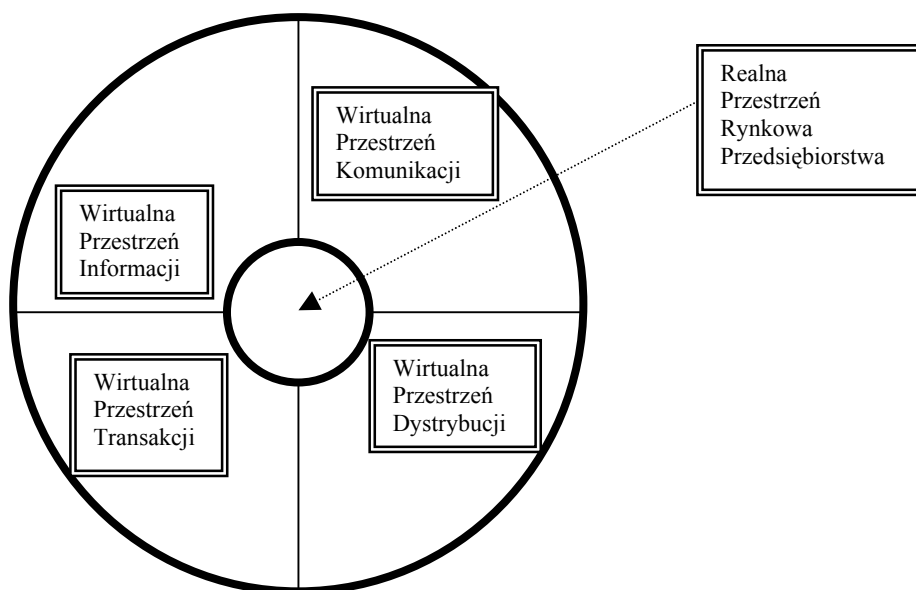 Wirtualna
Przestrzeń
Komunikacji
Realna
Przestrzeń
Rynkowa
Przedsiębiorstwa
Wirtualna
Przestrzeń
Informacji
Wirtualna
Przestrzeń
Transakcji
Wirtualna
Przestrzeń
Dystrybucji